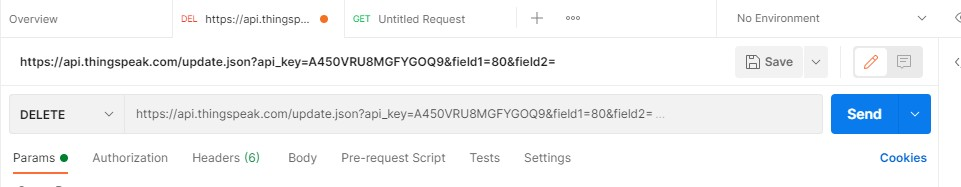 Overview
DEL https://api.thingsp
GET Untitled Request
No Environment
https://api.thingspeak.com/update.json?api_key=A450VRU8MGFYGOQ9&field1=80&field2=
Save
DELETE
https://api.thingspeak.com/update.json?api_key=A450VRU8MGFYGOQ9&field1=80&field2= ...
Send
Params
Authorization
Headers (6)
Body
Pre-request Script
Tests
Settings
Cookies